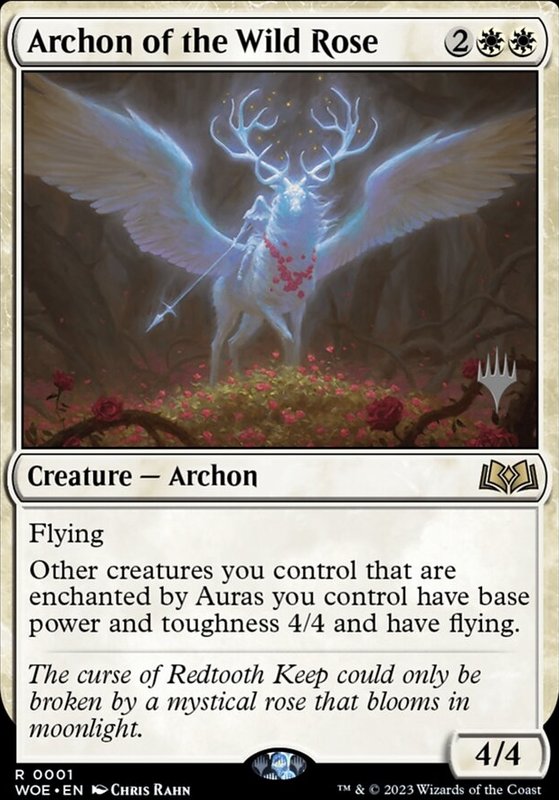 Archon of the Wild Rose 2
Creature — Archon
Flying
Other creatures you control that are
enchanted by Auras you control have base
power and toughness 4/4 and have flying.
The curse of Redtooth Keep could only be
broken by a mystical rose that blooms in
moonlight.
4/4
R 0001
WOE • EN Chris Rahn
™ & © 2023 Wizards of the Coast